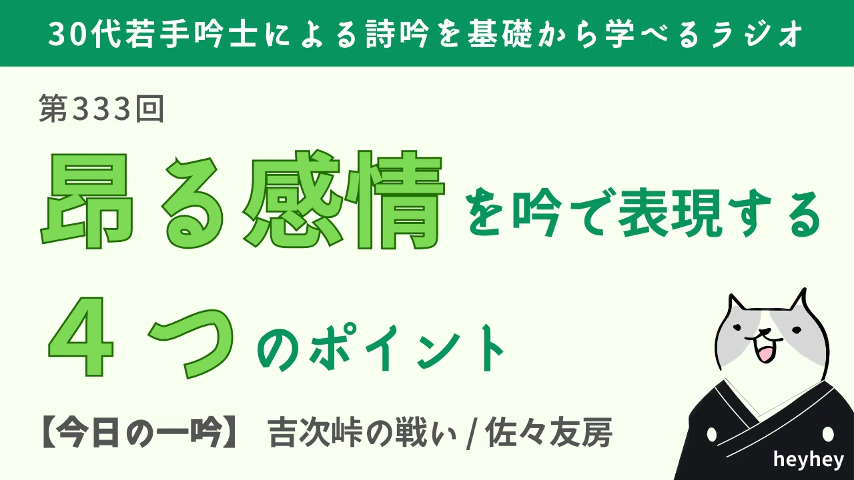 30代若手吟士による詩吟を基礎から学べるラジオ
第333回
昂る感情を吟で表現する
４つのポイント
【今日の一吟】 吉次峠の戦い / 佐々友房
heyhey